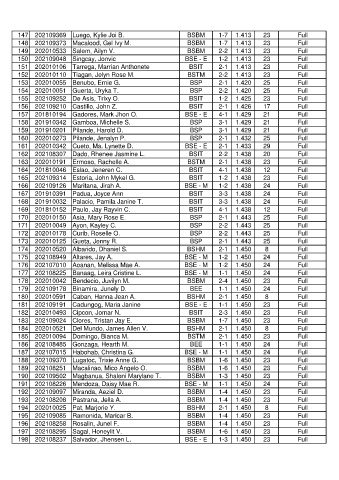 147 202109369 Luego, Kylie Joi B. BSBM 1-7 1.413 23 Full
148 202109373 Macalood, Gel Ivy M. BSBM 1-7 1.413 23 Full
149 202010533 Salem, Ailyn V. BSBM 2-2 1.413 23 Full
150 202109048 Singcay, Jonvic BSE - E 1-2 1.413 23 Full
151 202010106 Tarrega, Marrian Anthonete BSIT 2-1 1.413 23 Full
152 202010110 Tiagan, Jelyn Rose M. BSTM 2-2 1.413 23 Full
153 202010055 Benubo, Ernie G. BSP 2-1 1.420 25 Full
154 202010051 Guerta, Uryka T. BSP 2-2 1.420 25 Full
155 202109252 De Asis, Trixy O. BSIT 1-2 1.425 23 Full
156 202109210 Castillo, John Z. BSIT 2-1 1.426 17 Full
157 201810194 Gadores, Mark Jhon O. BSE - E 4-1 1.429 21 Full
158 201910342 Gamboa, Michelle S. BSP 3-1 1.429 21 Full
159 201910201 Pilande, Harold D. BSP 3-1 1.429 21 Full
160 202010273 Pilande, Jenalyn P. BSP 2-1 1.432 25 Full
161 202010342 Cueto, Ma. Lynette D. BSE - E 2-1 1.433 29 Full
162 202108307 Dado, Rhenee Jasmine L. BSIT 2-2 1.438 20 Full
163 202010191 Ermoso, Rachelle A. BSTM 2-1 1.438 23 Full
164 201810046 Eslao, Jeneren C. BSIT 4-1 1.438 12 Full
165 202109314 Estoria, John Mykel G. BSIT 1-2 1.438 23 Full
166 202109126 Maritana, Jirah A. BSE - M 1-2 1.438 24 Full
167 201910391 Padua, Joyce Ann BSIT 3-3 1.438 24 Full
168 201910032 Palacio, Pamila Janine T. BSIT 3-3 1.438 24 Full
169 201810152 Paulo, Jay Rayvin C. BSIT 4-1 1.438 12 Full
170 202010150 Asia, Mary Rose E. BSP 2-1 1.443 25 Full
171 202010049 Ayon, Kayley C. BSP 2-2 1.443 25 Full
172 202010178 Curib, Roselle O. BSP 2-2 1.443 25 Full
173 202010125 Gueta, Jenny R. BSP 2-1 1.443 25 Full
174 202010520 Albardo, Dhaniel S. BSHM 2-1 1.450 8 Full
175 202108949 Altares, Jay A. BSE - M 1-2 1.450 24 Full
176 202107010 Aoanan, Melissa Mae A. BSE - M 1-2 1.450 24 Full
177 202108225 Banaag, Leira Cristine L. BSE - M 1-1 1.450 24 Full
178 202010042 Bendecio, Juvilyn M. BSBM 2-4 1.450 23 Full
179 202109178 Binamira, Junely D. BEE 1-1 1.450 24 Full
180 202010591 Caban, Hanna Jean A. BSHM 2-1 1.450 8 Full
181 202109191 Cadungog, Maria Janine BSE - E 1-1 1.450 23 Full
182 202010493 Cipcon, Jomar N. BSIT 2-3 1.450 23 Full
183 202109024 Clores, Tristan Jay E. BSBM 1-7 1.450 23 Full
184 202010521 Del Mundo, James Allen V. BSHM 2-1 1.450 8 Full
185 202010094 Domingo, Bianca M. BSTM 2-1 1.450 23 Full
186 202108485 Gonzaga, Hearth M. BEE 1-1 1.450 24 Full
187 202107015 Habohab, Christina G. BSE - M 1-1 1.450 24 Full
188 202109370 Lugatoc, Traie Anne G. BSBM 1-6 1.450 23 Full
189 202108251 Macalinao, Mico Angelo O. BSBM 1-6 1.450 23 Full
190 202109502 Magbanua, Shaloni Marylane T. BSBM 1-3 1.450 23 Full
191 202108226 Mendoza, Daisy Mae R. BSE - M 1-1 1.450 24 Full
192 202109097 Miranda, Aeziel D. BSBM 1-4 1.450 23 Full
193 202108206 Pastrana, Jella A. BSBM 1-4 1.450 23 Full
194 202010025 Pat, Marjorie Y. BSHM 2-1 1.450 8 Full
195 202109085 Ramonida, Maricar B. BSBM 1-4 1.450 23 Full
196 202108258 Rosalin, Junel F. BSBM 1-4 1.450 23 Full
197 202108295 Sagal, Honeylit V. BSBM 1-6 1.450 23 Full
198 202108237 Salvador, Jhensen L. BSE - E 1-3 1.450 23 Full